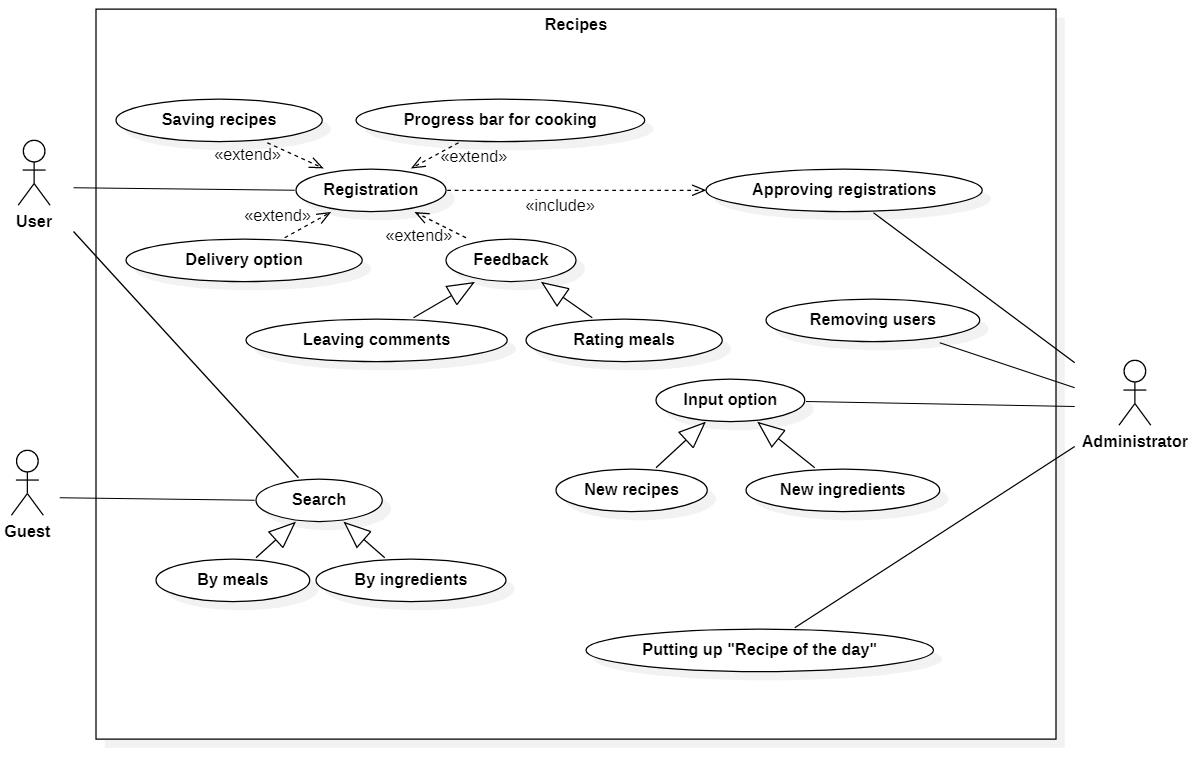 Recipes
Saving recipes
Progress bar for cooking
«extend»
«extend»
User
Registration
«include»
Approving registrations
«extend»
«extend»
Delivery option
Feedback
Leaving comments
Rating meals
Removing users
Input option
Administrator
New recipes
New ingredients
Guest
Search
By meals
By ingredients
Putting up "Recipe of the day"